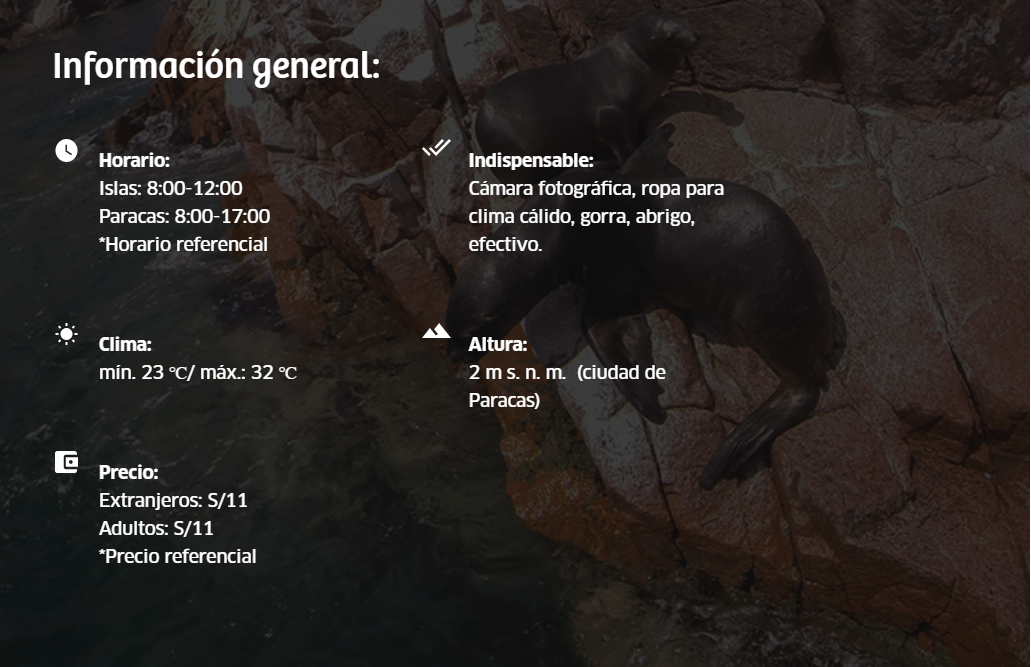 Información general:
Horario:
Islas: 8:00-12:00
Paracas: 8:00-17:00
*Horario referencial
Indispensable:
Cámara fotográfica, ropa para
clima cálido, gorra, abrigo,
efectivo.
Clima:
mín. 23 ℃/ máx.: 32 ℃
Altura:
2 m s. n. m.  (ciudad de
Paracas)
Precio:
Extranjeros: S/11
Adultos: S/11
*Precio referencial